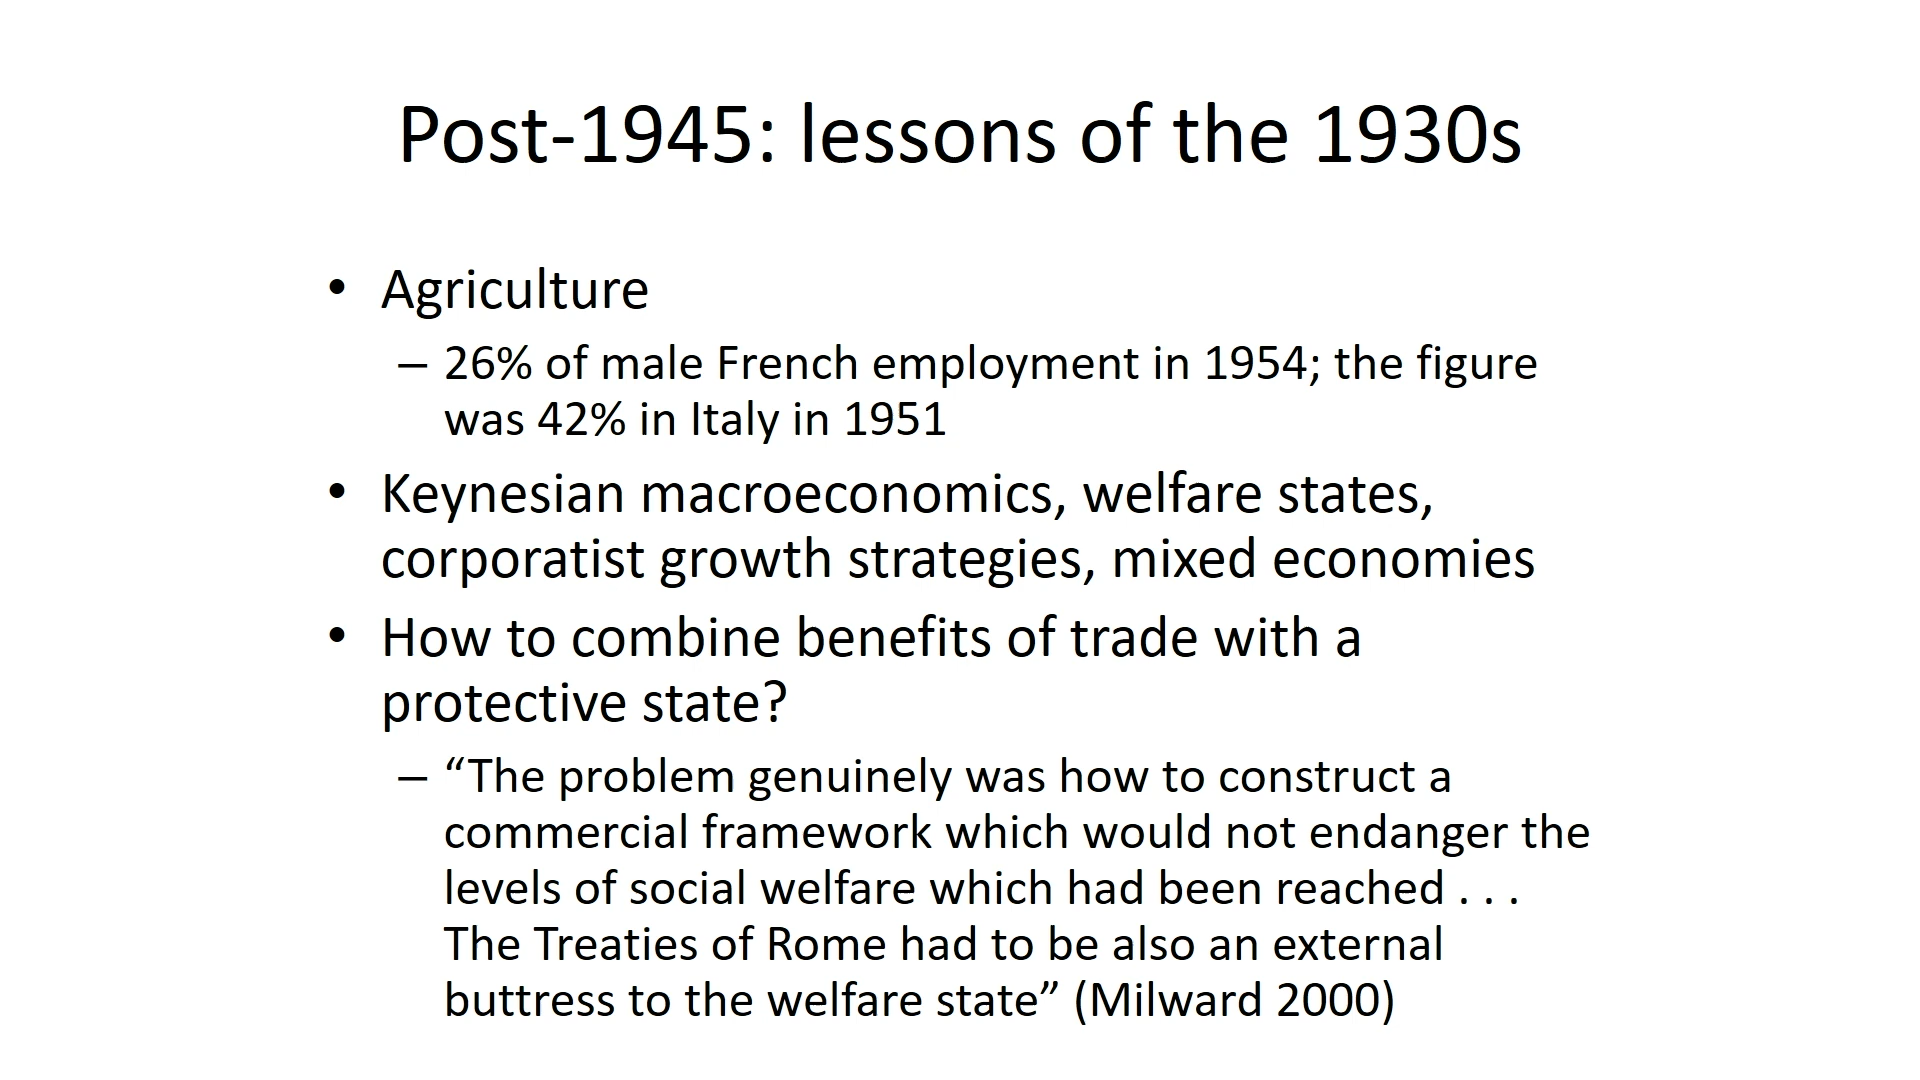 Post-1945: lessons of the 1930s
• Agriculture
– 26% of male French employment in 1954; the figure
was 42% in Italy in 1951
• Keynesian macroeconomics, welfare states,
corporatist growth strategies, mixed economies
• How to combine benefits of trade with a
protective state?
– “The problem genuinely was how to construct a
commercial framework which would not endanger the
levels of social welfare which had been reached . . .
The Treaties of Rome had to be also an external
buttress to the welfare state” (Milward 2000)